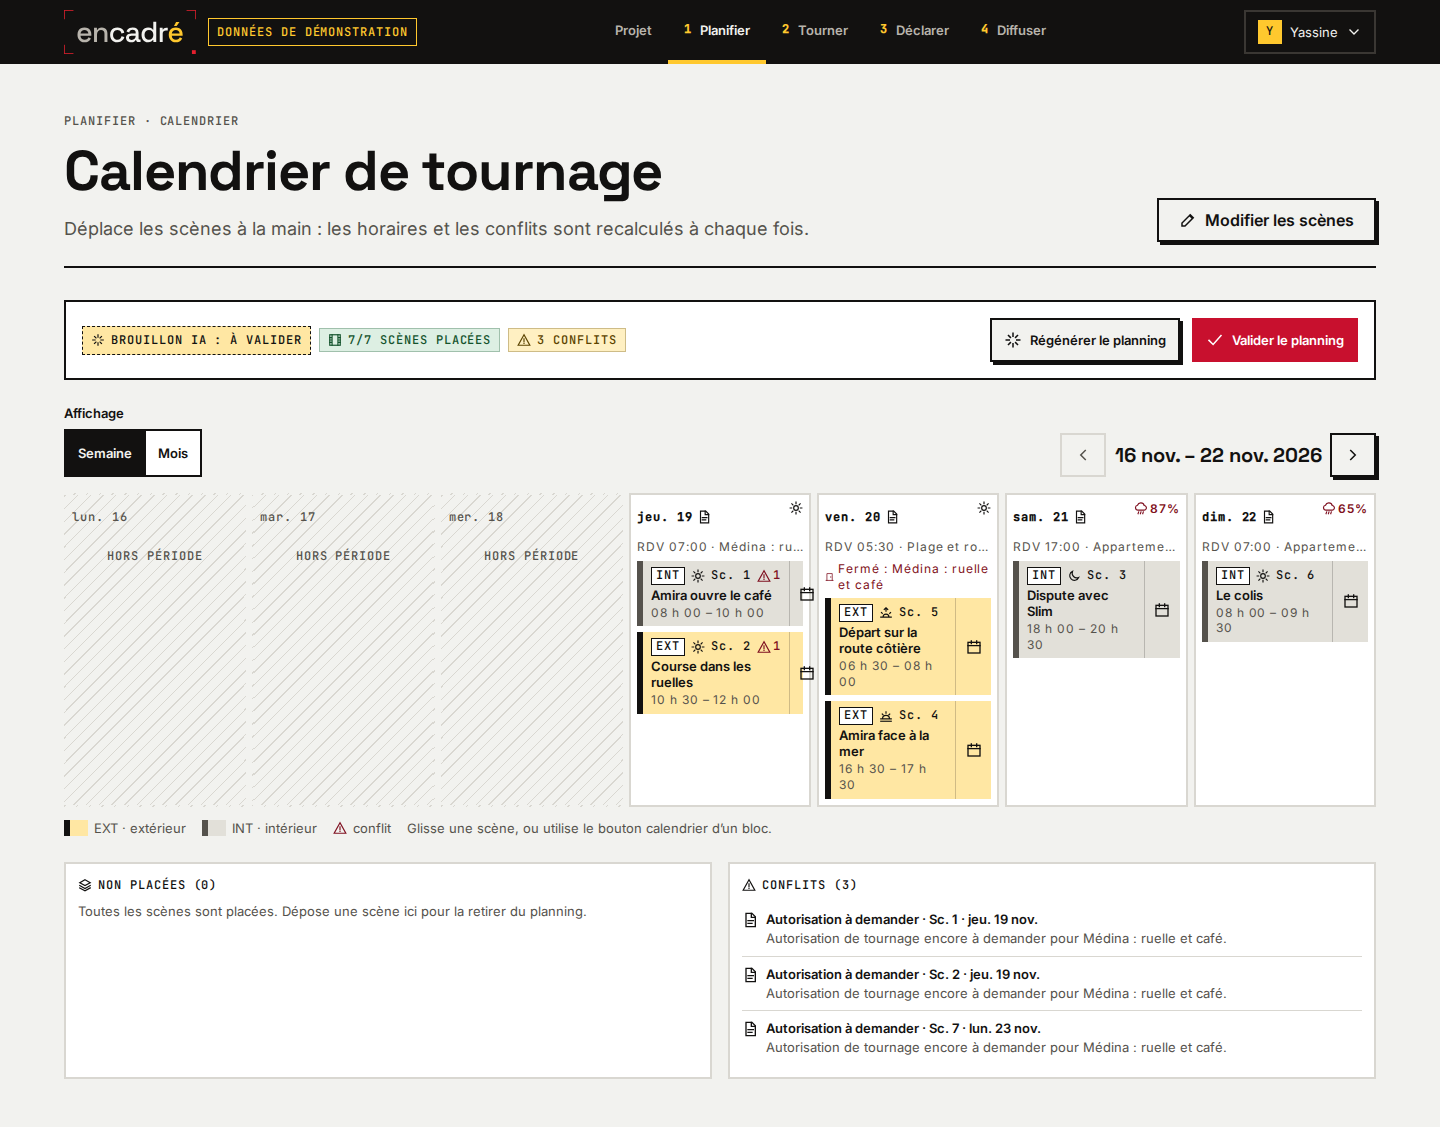 encadré
DONNÉES DE DÉMONSTRATION
Projet
1 Planifier
2 Tourner
3 Déclarer
4 Diffuser
Y Yassine
PLANIFIER · CALENDRIER
Calendrier de tournage
Déplace les scènes à la main : les horaires et les conflits sont recalculés à chaque fois.
Modifier les scènes
BROUILLON IA : À VALIDER
7/7 SCÈNES PLACÉES
3 CONFLITS
Régénérer le planning
Valider le planning
Affichage
Semaine
Mois
16 nov. – 22 nov. 2026
lun. 16
HORS PÉRIODE
mar. 17
HORS PÉRIODE
mer. 18
HORS PÉRIODE
jeu. 19
RDV 07:00 · Médina : ru…
INT Sc. 1 1
Amira ouvre le café
08 h 00 – 10 h 00
EXT Sc. 2 1
Course dans les
ruelles
10 h 30 – 12 h 00
ven. 20
RDV 05:30 · Plage et ro…
Fermé : Médina : ruelle
et café
EXT Sc. 5
Départ sur la
route côtière
06 h 30 – 08 h
00
EXT Sc. 4
Amira face à la
mer
16 h 30 – 17 h
30
sam. 21
87%
RDV 17:00 · Apparteme…
INT Sc. 3
Dispute avec
Slim
18 h 00 – 20 h
30
dim. 22
65%
RDV 07:00 · Apparteme…
INT Sc. 6
Le colis
08 h 00 – 09 h
30
EXT · extérieur
INT · intérieur
conflit
Glisse une scène, ou utilise le bouton calendrier d’un bloc.
NON PLACÉES (0)
Toutes les scènes sont placées. Dépose une scène ici pour la retirer du planning.
CONFLITS (3)
Autorisation à demander · Sc. 1 · jeu. 19 nov.
Autorisation de tournage encore à demander pour Médina : ruelle et café.
Autorisation à demander · Sc. 2 · jeu. 19 nov.
Autorisation de tournage encore à demander pour Médina : ruelle et café.
Autorisation à demander · Sc. 7 · lun. 23 nov.
Autorisation de tournage encore à demander pour Médina : ruelle et café.